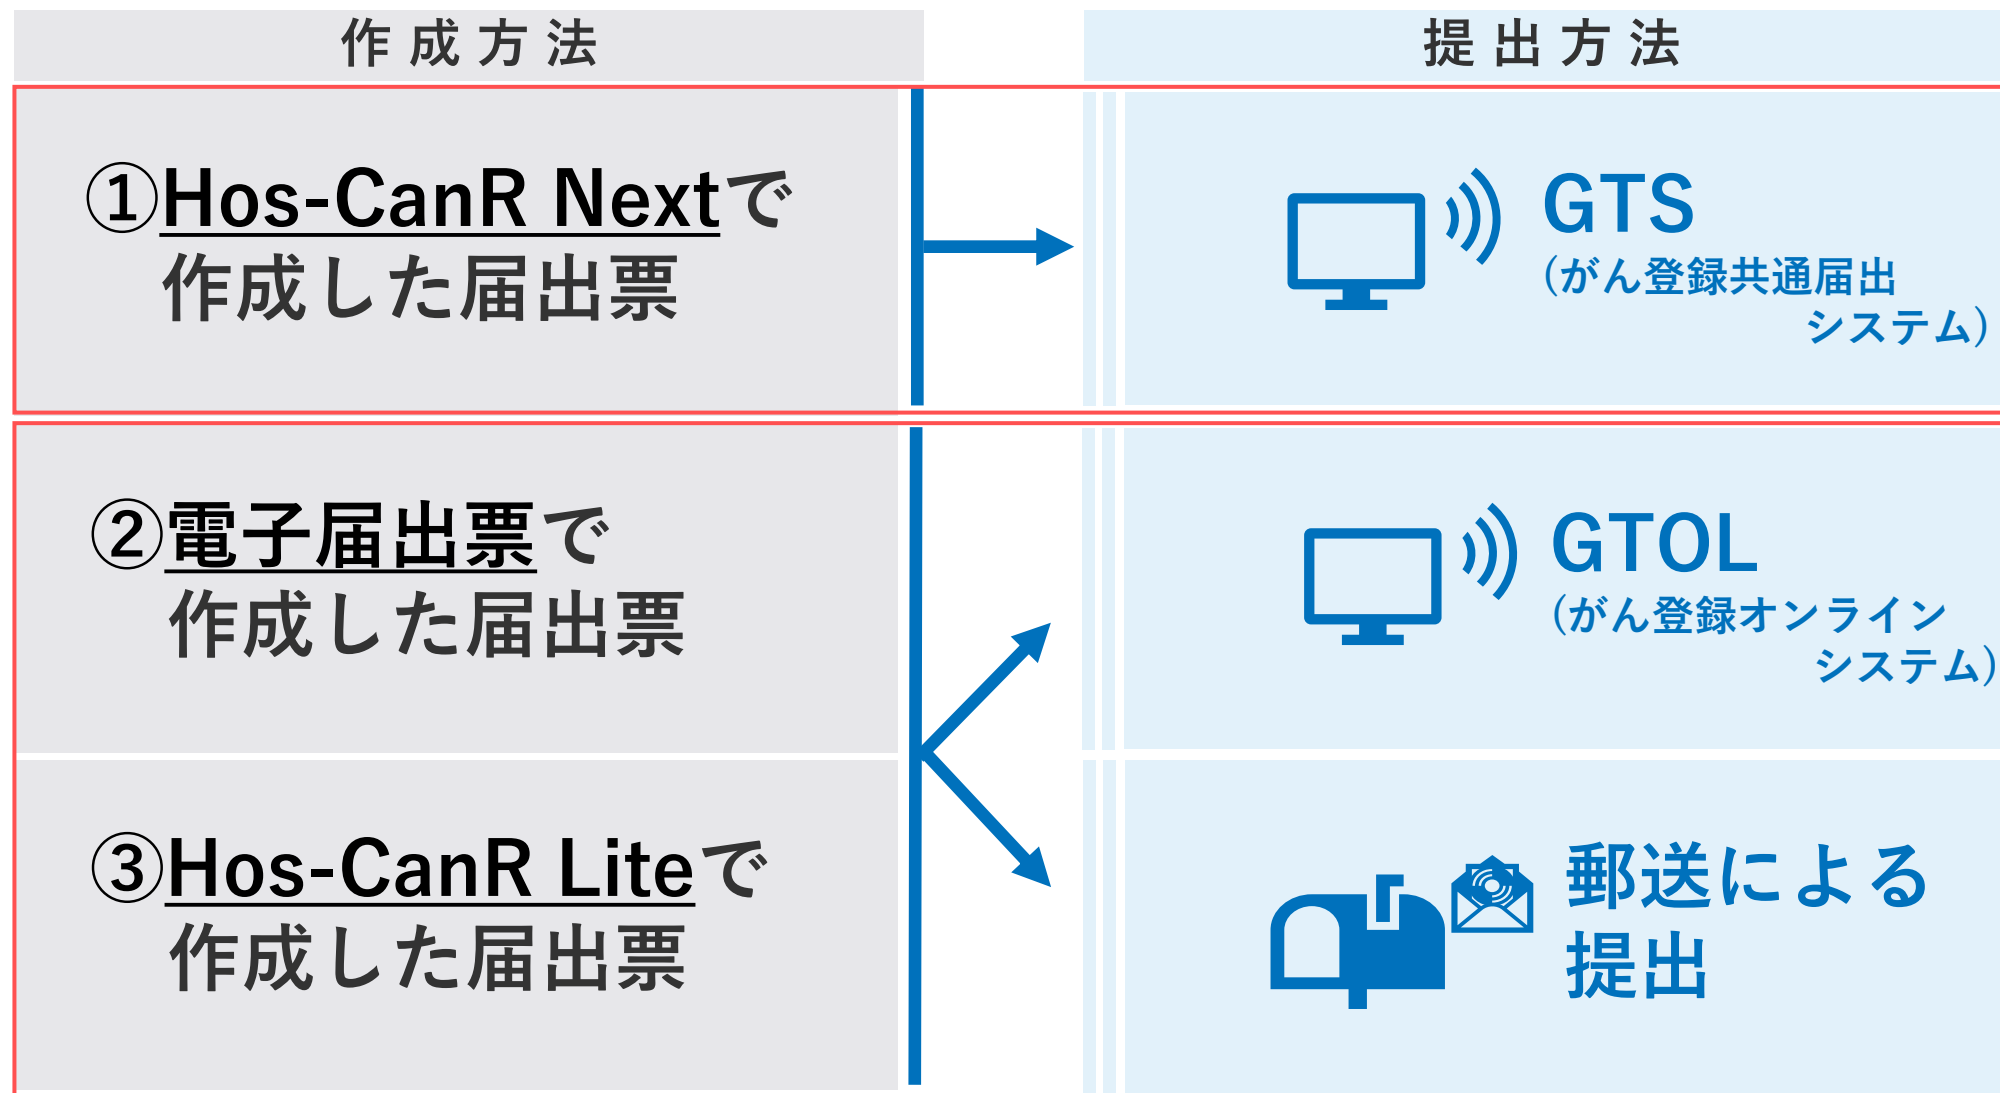 作成方法
提出方法
①Hos-CanR Nextで
作成した届出票
GTS
(がん登録共通届出
システム)
②電子届出票で
作成した届出票
GTOL
(がん登録オンライン
システム)
③Hos-CanR Liteで
作成した届出票
郵送による
提出